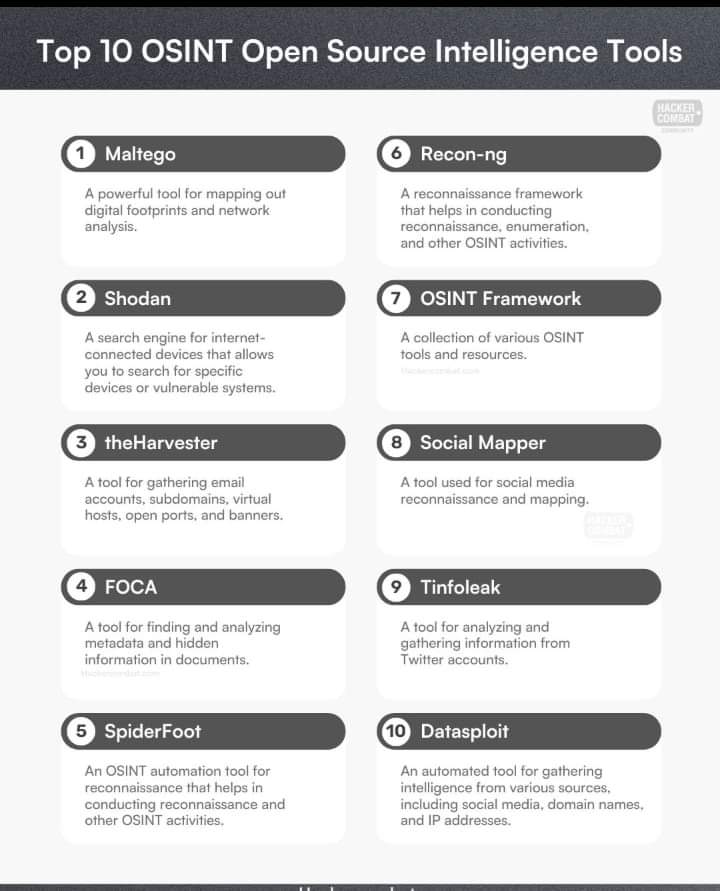 Top 10 OSINT Open Source Intelligence Tools
HACKER
COMBAT
COMMUNITY
1 Maltego
A powerful tool for mapping out
digital footprints and network
analysis.
2 Shodan
A search engine for internet-
connected devices that allows
you to search for specific
devices or vulnerable systems.
3 theHarvester
A tool for gathering email
accounts, subdomains, virtual
hosts, open ports, and banners.
4 FOCA
A tool for finding and analyzing
metadata and hidden
information in documents.
Hackercombat.com
5 SpiderFoot
An OSINT automation tool for
reconnaissance that helps in
conducting reconnaissance and
other OSINT activities.
6 Recon-ng
A reconnaissance framework
that helps in conducting
reconnaissance, enumeration,
and other OSINT activities.
7 OSINT Framework
A collection of various OSINT
tools and resources.
Hackercombat.com
8 Social Mapper
A tool used for social media
reconnaissance and mapping.
HACKER
COMBAT
9 Tinfoleak
A tool for analyzing and
gathering information from
Twitter accounts.
10 Datasploit
An automated tool for gathering
intelligence from various sources,
including social media, domain names,
and IP addresses.